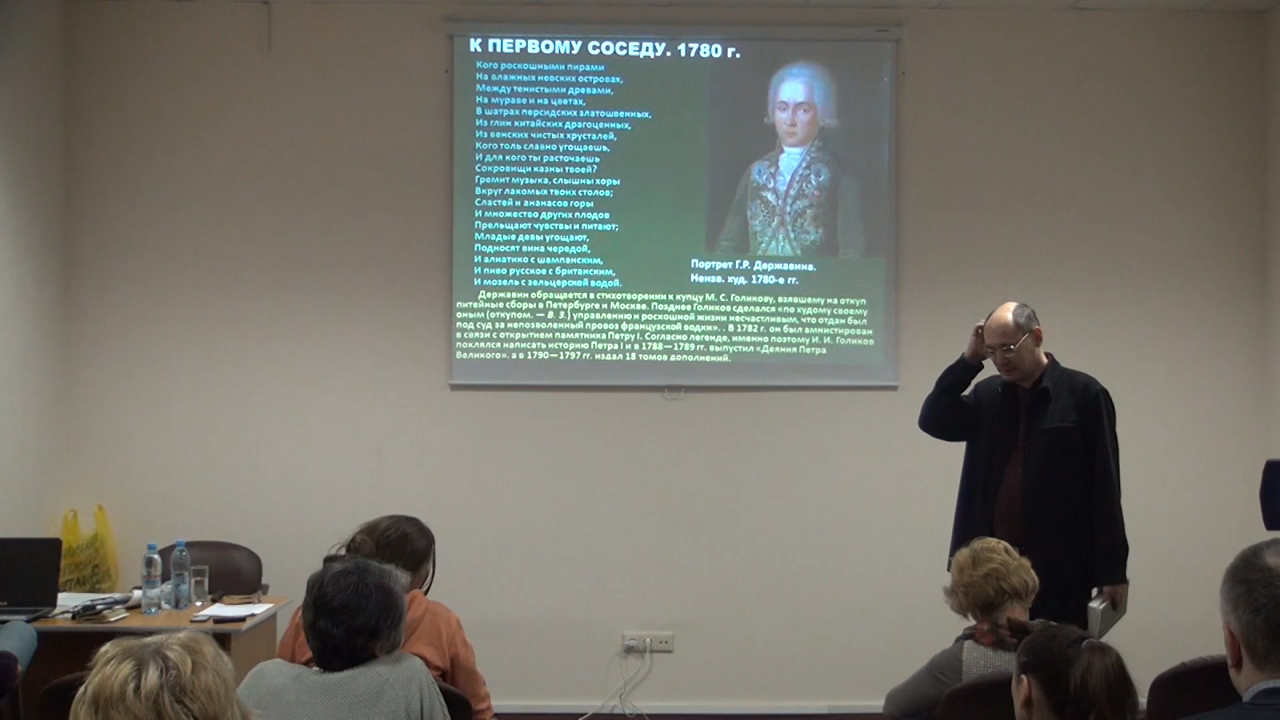 К ПЕРВОМУ СОСЕДУ. 1780 г.
Кого роскошными пирами
На влажных невских островах,
Между тенистыми древами,
На мураве и на цветах,
В шатрах персидских златошвенных,
Из глин китайских драгоценных,
Из венских чистых хрусталей,
Кого толь славно угощаешь,
И для кого ты расточаешь
Сокровищи казны твоей?
Гремит музыка, слышны хоры
Вкруг лакомых твоих столов;
Сластей и ананасов горы
И множество других плодов
Прельщают чувства и питают;
Младые девы угощают,
Подносят вина чередой,
И алиатико с шампанским,
И пиво русское с британским,
И мозель с зельцерской водой.
Портрет Г.Р. Державина.
Неизв. худ. 1780-е гг.
Державин обращается в стихотворении к купцу М. С. Голикову, взявшему на откуп
питейные сборы в Петербурге и Москве. Позднее Голиков сделался «по худому своему
оным (откупом. — В. З.) управлению и роскошной жизни несчастливым, что отдан был
под суд за непозволенный провоз французской водки». . В 1782 г. он был амнистирован
в связи с открытием памятника Петру I. Согласно легенде, именно поэтому И. И. Голиков
поклялся написать историю Петра I и в 1788—1789 гг. выпустил «Деяния Петра
Великого», а в 1790—1797 гг. издал 18 томов дополнений.